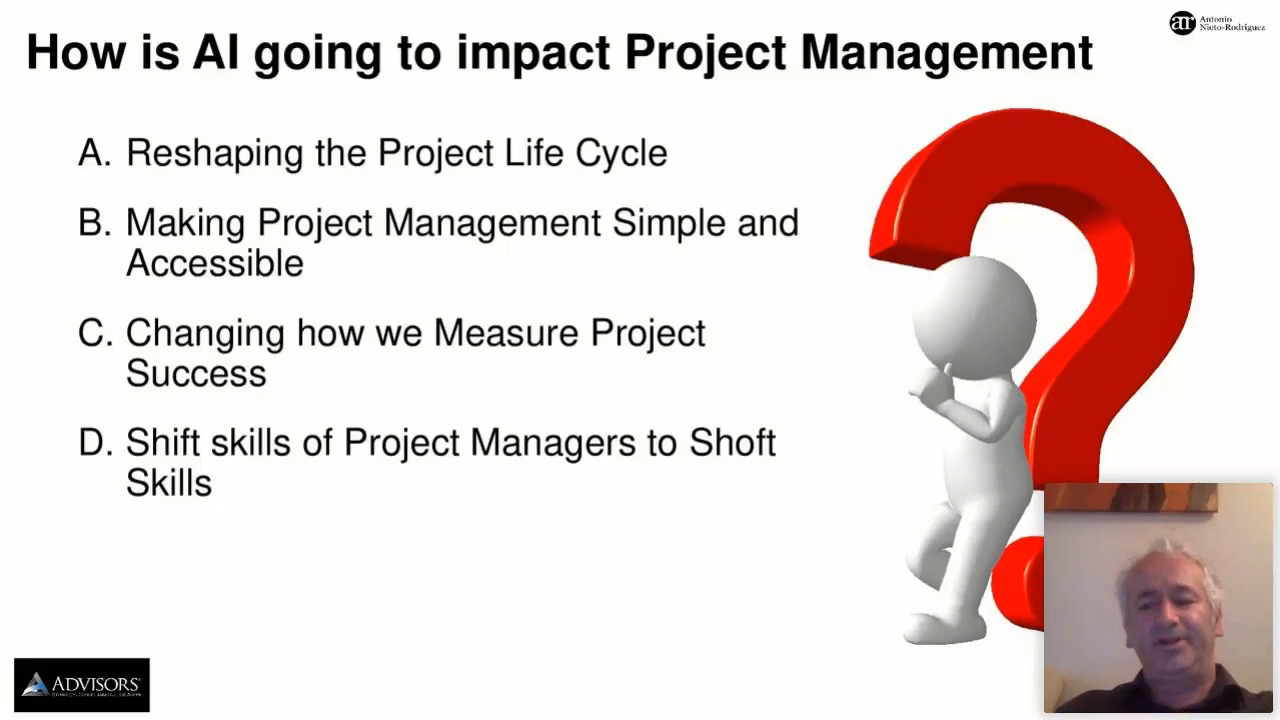 Antonio
Nieto-Rodriguez
ar
How is AI going to impact Project Management
A. Reshaping the Project Life Cycle
B. Making Project Management Simple and
Accessible
C. Changing how we Measure Project
Success
D. Shift skills of Project Managers to Shoft
Skills
ADVISORS